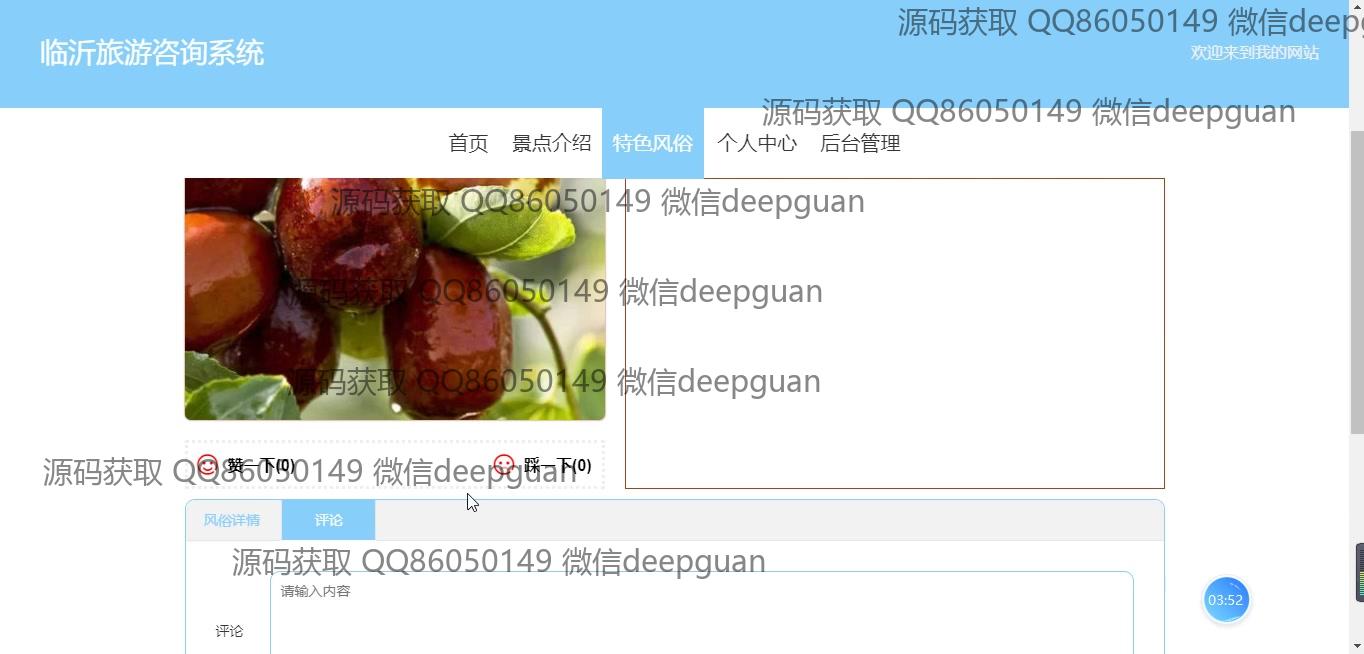 源码获取 QQ86050149 微信deepg
临沂旅游咨询系统
欢迎来到我的网站
源码获取 QQ86050149 微信deepguan
首页 景点介绍 特色风俗 个人中心 后台管理
源码获取 QQ86050149 微信deepguan
源码获取 QQ86050149 微信deepguan
源码获取 QQ86050149 微信deepguan
赞一下(0) 踩一下(0)
源码获取 QQ86050149 微信deepguan
风俗详情 评论
源码获取 QQ86050149 微信deepguan
请输入内容
03:52
评论